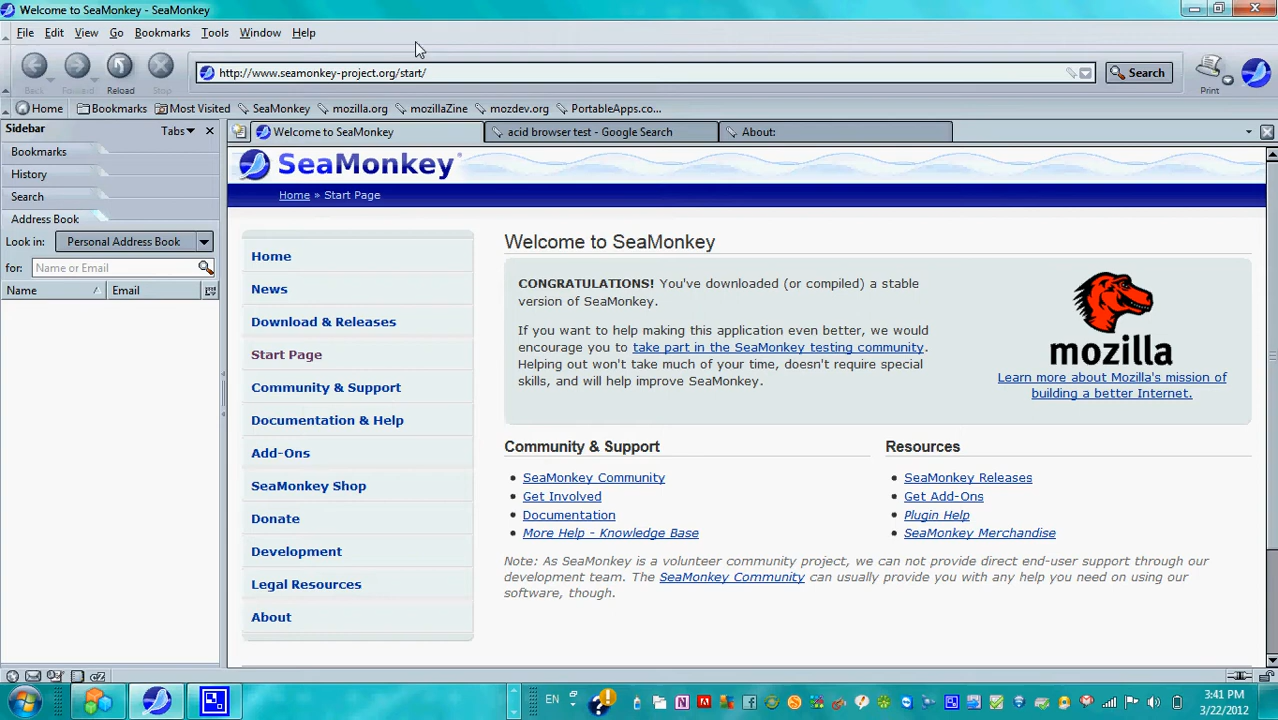 Welcome to SeaMonkey - SeaMonkey
File Edit View Go Bookmarks Tools Window Help
http://www.seamonkey-project.org/start/
Search
Back Forward Reload Stop
Print
Home Bookmarks Most Visited SeaMonkey mozilla.org mozillaZine mozdev.org PortableApps.co...
Sidebar Tabs
Welcome to SeaMonkey acid browser test - Google Search About:
Bookmarks
History
Search
Address Book
Look in: Personal Address Book
for: Name or Email
Name Email
SeaMonkey
Home » Start Page
Home
News
Download & Releases
Start Page
Community & Support
Documentation & Help
Add-Ons
SeaMonkey Shop
Donate
Development
Legal Resources
About
Welcome to SeaMonkey
CONGRATULATIONS! You've downloaded (or compiled) a stable
version of SeaMonkey.
If you want to help making this application even better, we would
encourage you to take part in the SeaMonkey testing community.
Helping out won't take much of your time, doesn't require special
skills, and will help improve SeaMonkey.
mozilla
Learn more about Mozilla's mission of
building a better Internet.
Community & Support
SeaMonkey Community
Get Involved
Documentation
More Help - Knowledge Base
Resources
SeaMonkey Releases
Get Add-Ons
Plugin Help
SeaMonkey Merchandise
Note: As SeaMonkey is a volunteer community project, we can not provide direct end-user support through our
development team. The SeaMonkey Community can usually provide you with any help you need on using our
software, though.
EN
3:41 PM
3/22/2012